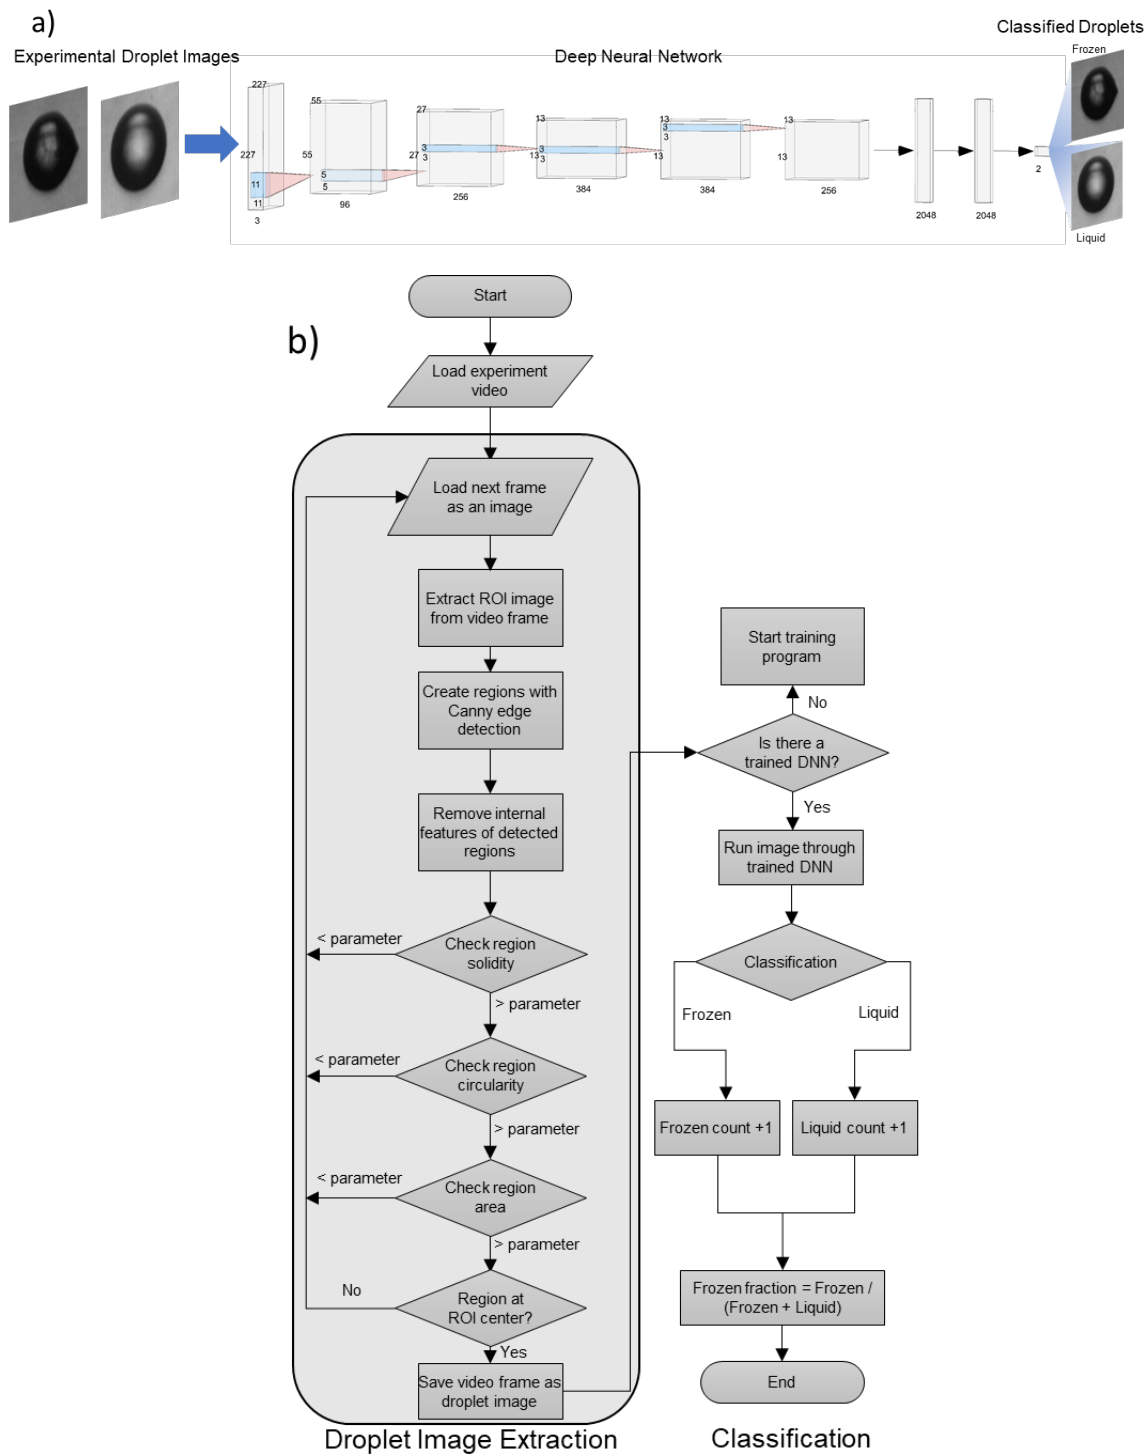 a)
Experimental Droplet Images
Deep Neural Network
Classified Droplets
Frozen
Liquid
227
227
11
11
3
55
55
5
5
96
27
27
3
3
256
13
13
3
3
384
13
13
3
3
384
13
13
256
2048
2048
2
b)
Start
Load experiment
video
Load next frame
as an image
Extract ROI image
from video frame
Create regions with
Canny edge
detection
Remove internal
features of detected
regions
Check region
solidity
< parameter
> parameter
Check region
circularity
< parameter
> parameter
Check region
area
< parameter
> parameter
Region at
ROI center?
No
Yes
Save video frame as
droplet image
Droplet Image Extraction
Start training
program
No
Is there a
trained DNN?
Yes
Run image through
trained DNN
Classification
Frozen
Liquid
Frozen count +1
Liquid count +1
Frozen fraction = Frozen /
(Frozen + Liquid)
End
Classification